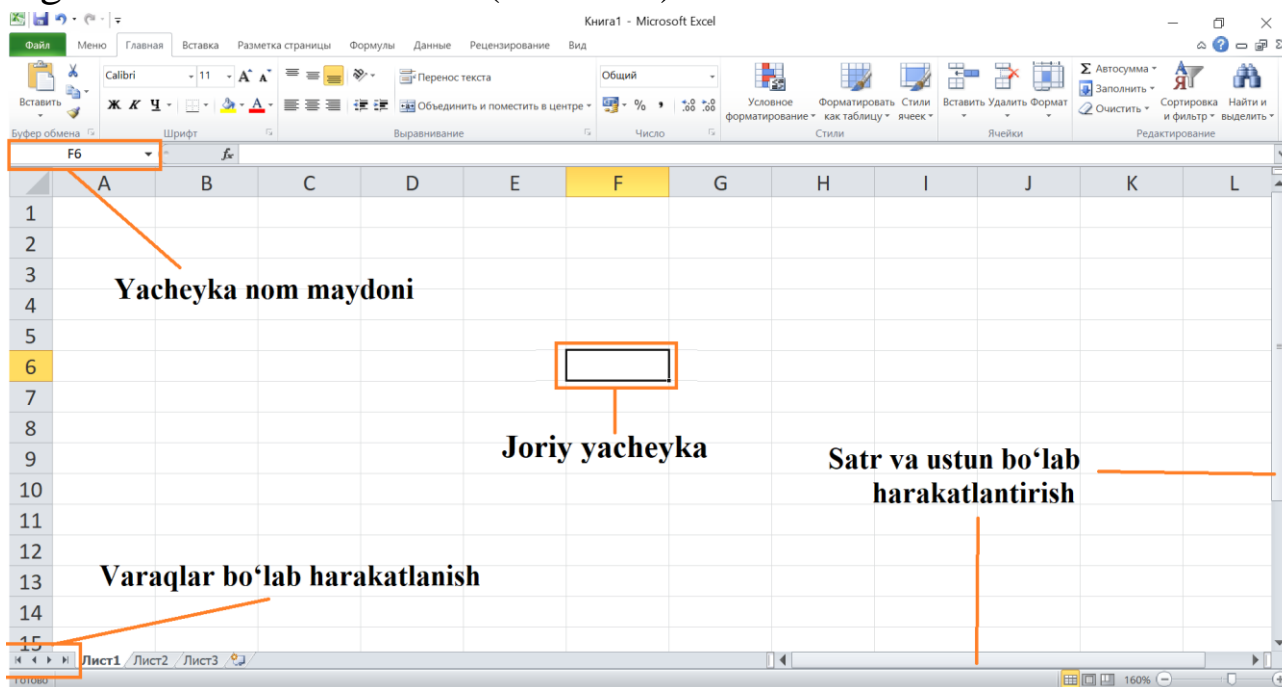 Книга1 - Microsoft Excel
Файл Меню Главная Вставка Разметка страницы Формулы Данные Рецензирование Вид
Calibri 11 Перенос текста Общий Σ Автосумма
Вставить Ж К Ч Объединить и поместить в центре % Условное форматирование Форматировать как таблицу Стили ячеек Вставить Удалить Формат Заполнить Очистить Сортировка и фильтр Найти и выделить
Буфер обмена Шрифт Выравнивание Число Стили Ячейки Редактирование
F6 fx
A B C D E F G H I J K L
1
2
3
Yacheyka nom maydoni
4
5
6
7
8
Joriy yacheyka
9
Satr va ustun bo‘lab
10
harakatlantirish
11
12
13
Varaqlar bo‘lab harakatlanish
14
15
Лист1 Лист2 Лист3
Готово 160%